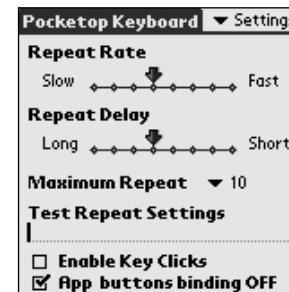 Pocketop Keyboard ▼ Setting
Repeat Rate
Slow Fast
Repeat Delay
Long Short
Maximum Repeat ▼ 10
Test Repeat Settings
Enable Key Clicks
App buttons binding OFF